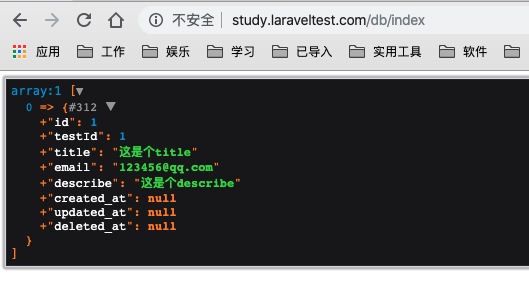 不安全 | study.laraveltest.com/db/index
应用 工作 娱乐 学习 已导入 实用工具 软件
array:1 [▼
0 => {#312 ▼
+"id": 1
+"testId": 1
+"title": "这是个title"
+"email": "123456@qq.com"
+"describe": "这是个describe"
+"created_at": null
+"updated_at": null
+"deleted_at": null
}
]